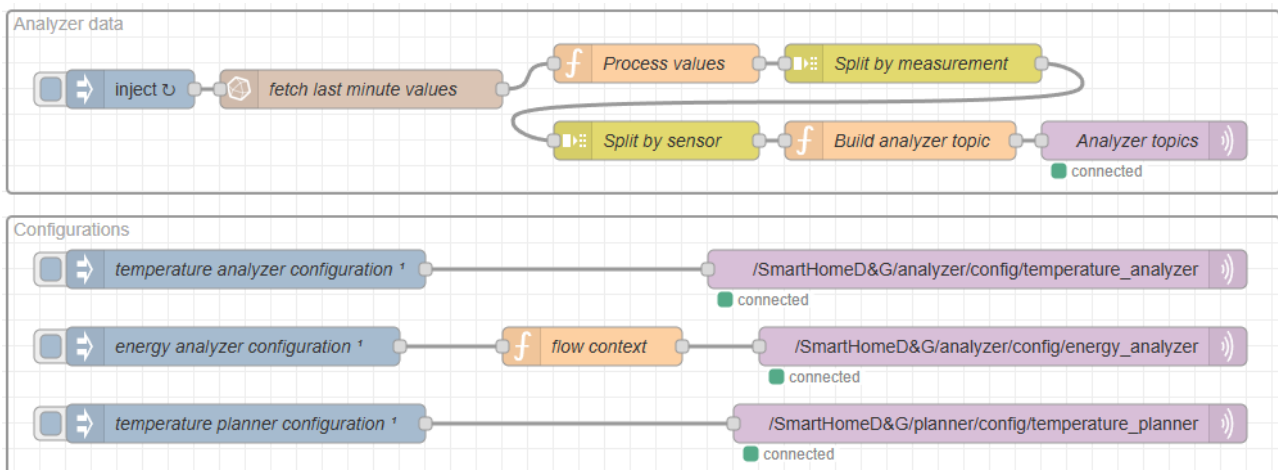 Analyzer data
inject ↻
fetch last minute values
Process values
Split by measurement
Split by sensor
Build analyzer topic
Analyzer topics
connected
Configurations
temperature analyzer configuration ¹
/SmartHomeD&G/analyzer/config/temperature_analyzer
connected
energy analyzer configuration ¹
flow context
/SmartHomeD&G/analyzer/config/energy_analyzer
connected
temperature planner configuration ¹
/SmartHomeD&G/planner/config/temperature_planner
connected